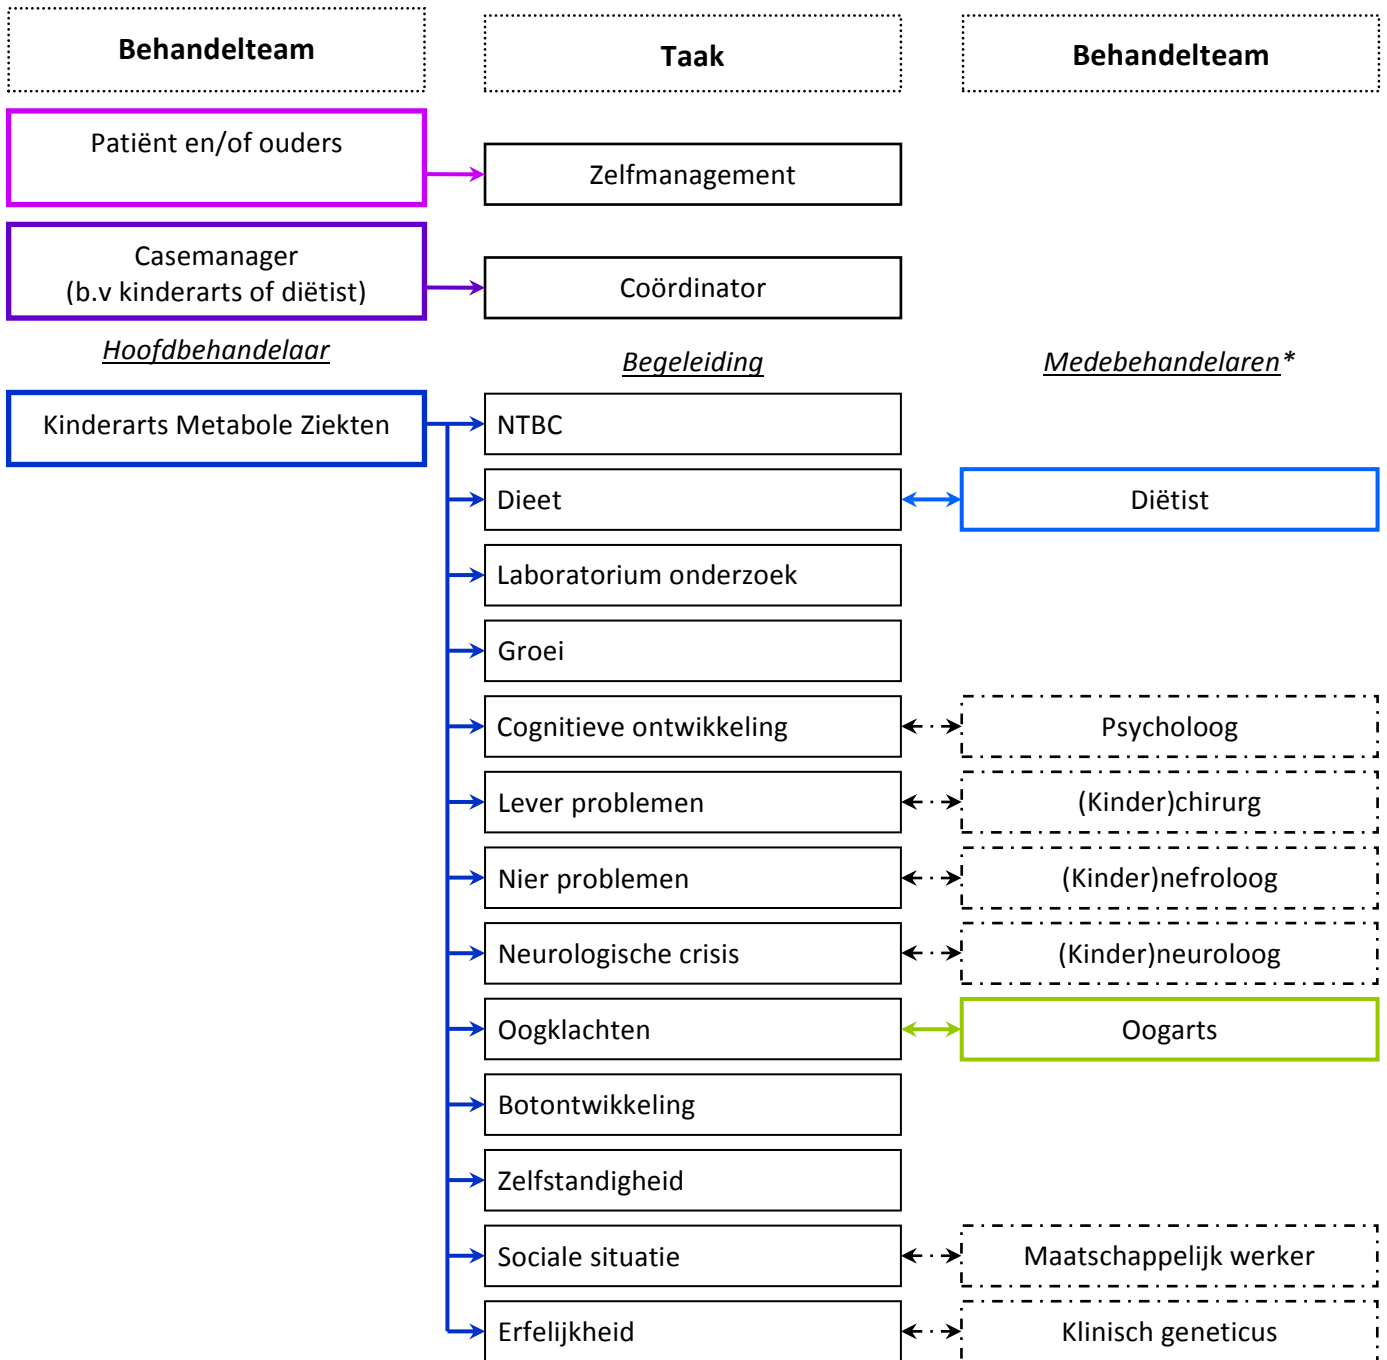 Behandelteam
Taak
Behandelteam
Patiënt en/of ouders
Zelfmanagement
Casemanager
(b.v kinderarts of diëtist)
Coördinator
Hoofdbehandelaar
Begeleiding
Medebehandelaren*
Kinderarts Metabole Ziekten
NTBC
Dieet
Diëtist
Laboratorium onderzoek
Groei
Cognitieve ontwikkeling
Psycholoog
Lever problemen
(Kinder)chirurg
Nier problemen
(Kinder)nefroloog
Neurologische crisis
(Kinder)neuroloog
Oogklachten
Oogarts
Botontwikkeling
Zelfstandigheid
Sociale situatie
Maatschappelijk werker
Erfelijkheid
Klinisch geneticus